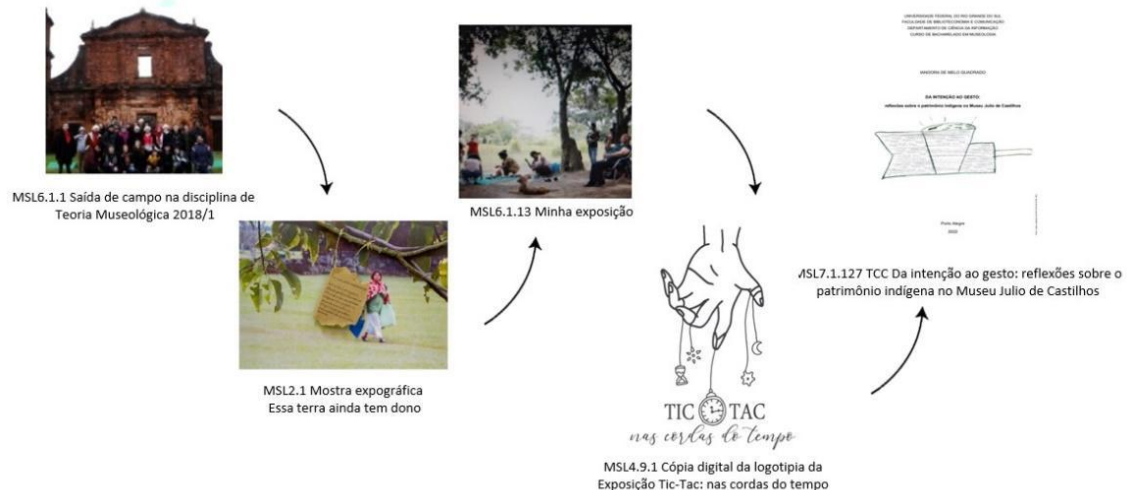 MSL6.1.1 Saída de campo na disciplina de
Teoria Museológica 2018/1
MSL2.1 Mostra expográfica
Essa terra ainda tem dono
MSL6.1.13 Minha exposição
TIC TAC
nas cordas do tempo
MSL4.9.1 Cópia digital da logotipia da
Exposição Tic-Tac: nas cordas do tempo
UNIVERSIDADE FEDERAL DO RIO GRANDE DO SUL
FACULDADE DE BIBLIOTECONOMIA E COMUNICAÇÃO
DEPARTAMENTO DE CIÊNCIA DA INFORMAÇÃO
CURSO DE BACHARELADO EM MUSEOLOGIA
DE MELO QUADRADO
DA INTENÇÃO AO GESTO:
reflexões sobre o patrimônio indígena no Museu Julio de Castilhos
Porto Alegre
MSL7.1.127 TCC Da intenção ao gesto: reflexões sobre o
patrimônio indígena no Museu Julio de Castilhos